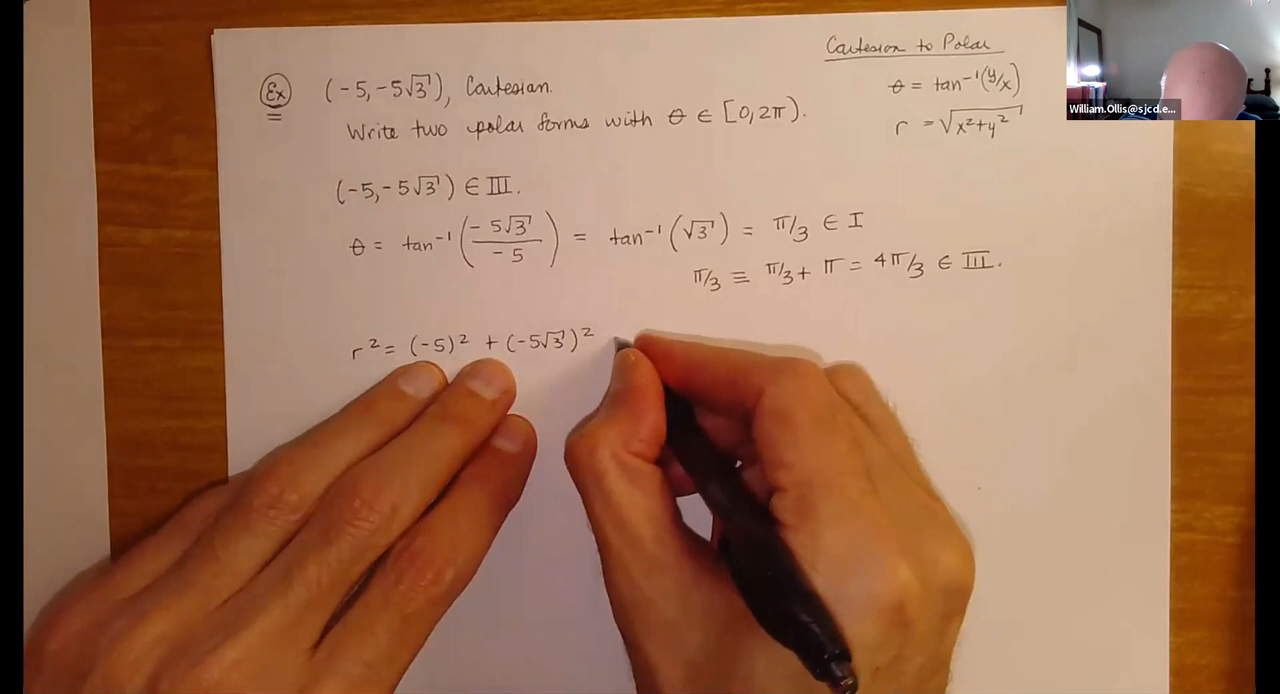 Cartesian to Polar
Ex (-5, -5√3), Cartesian.
θ = tan⁻¹(y/x)
Write two polar forms with θ ∈ [0, 2π).
r = √x²+y²
William.Ollis@sjcd.e...
(-5, -5√3) ∈ III.
θ = tan⁻¹(-5√3/-5) = tan⁻¹(√3) = π/3 ∈ I
π/3 ≡ π/3 + π = 4π/3 ∈ III.
r² = (-5)² + (-5√3)²